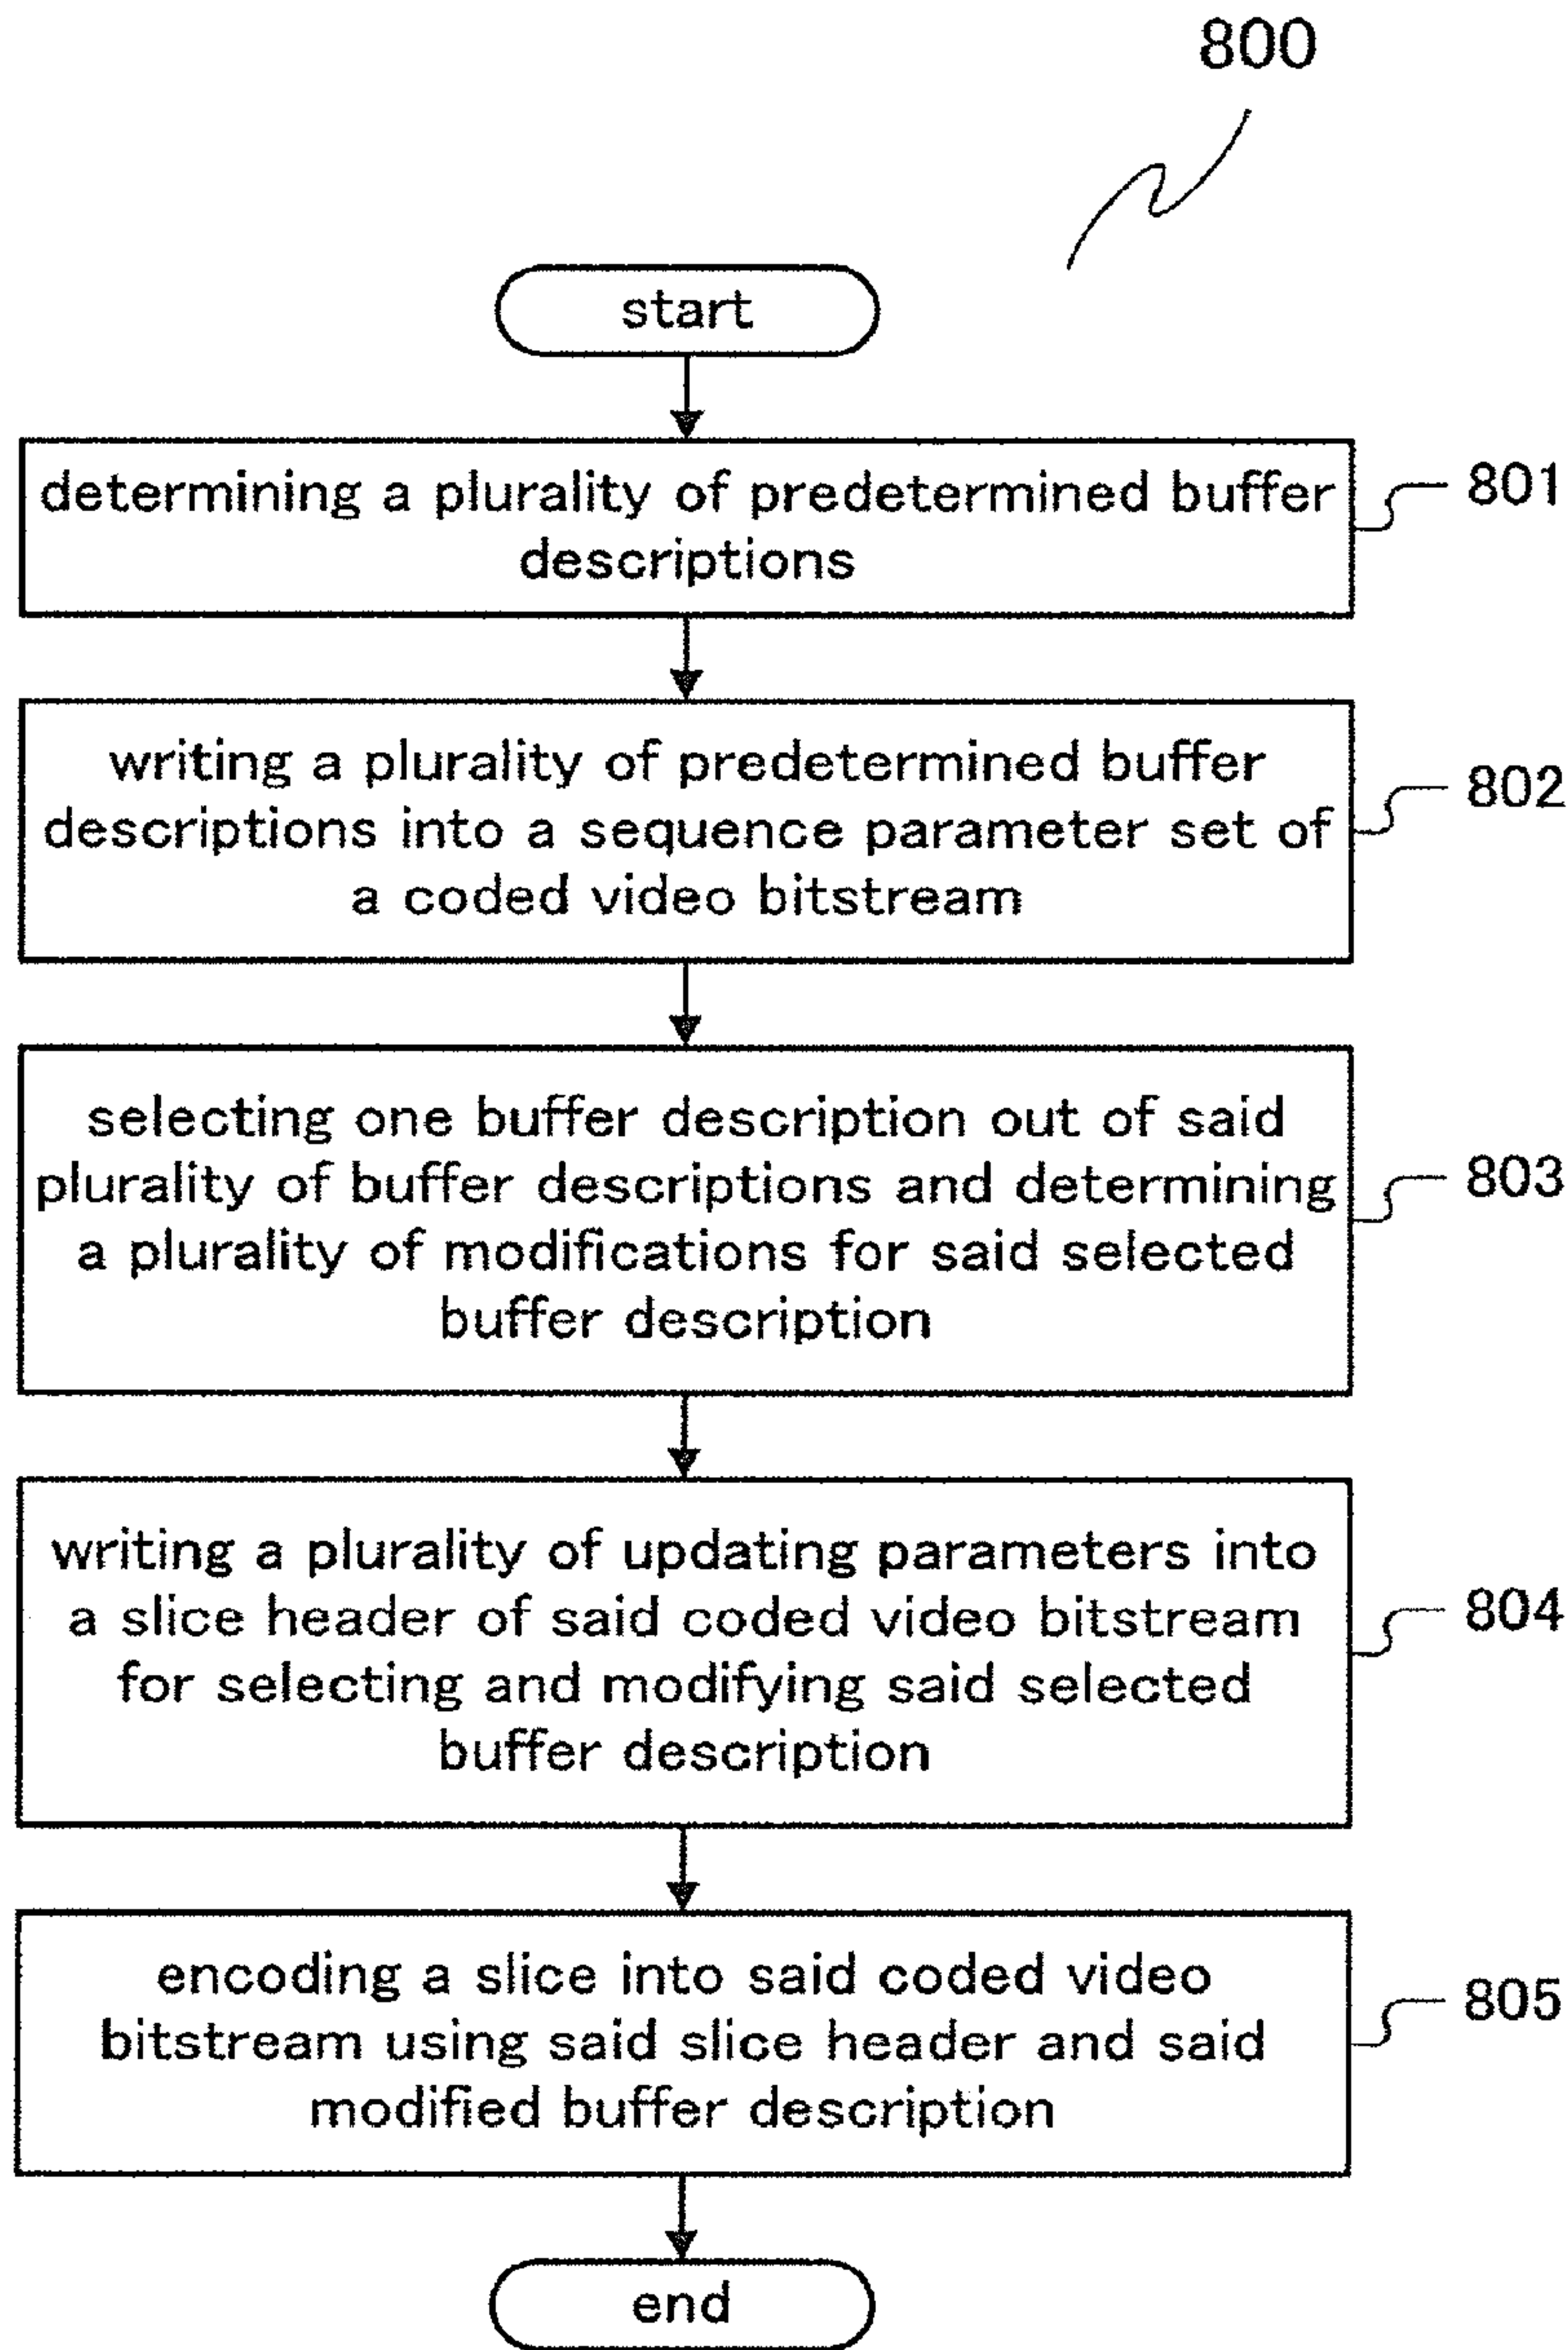 800
start
determining a plurality of predetermined buffer
descriptions
801
writing a plurality of predetermined buffer
descriptions into a sequence parameter set of
a coded video bitstream
802
selecting one buffer description out of said
plurality of buffer descriptions and determining
a plurality of modifications for said selected
buffer description
803
writing a plurality of updating parameters into
a slice header of said coded video bitstream
for selecting and modifying said selected
buffer description
804
encoding a slice into said coded video
bitstream using said slice header and said
modified buffer description
805
end